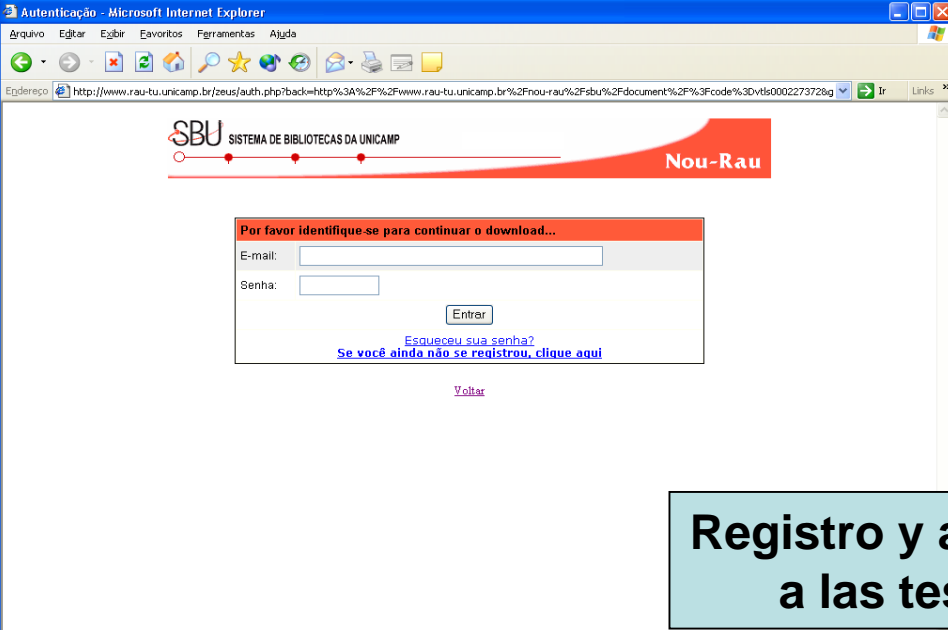 Autenticação - Microsoft Internet Explorer
Arquivo Editar Exibir Favoritos Ferramentas Ajuda
Endereço http://www.rau-tu.unicamp.br/zeus/auth.php?back=http%3A%2F%2Fwww.rau-tu.unicamp.br%2Fnou-rau%2Fsbu%2Fdocument%2F%3Fcode%3Dvtls000227372&g Ir Links »
SBU SISTEMA DE BIBLIOTECAS DA UNICAMP
Nou-Rau
Por favor identifique-se para continuar o download...
E-mail:
Senha:
Entrar
Esqueceu sua senha?
Se você ainda não se registrou, clique aqui
Voltar
Registro y a
a las tes